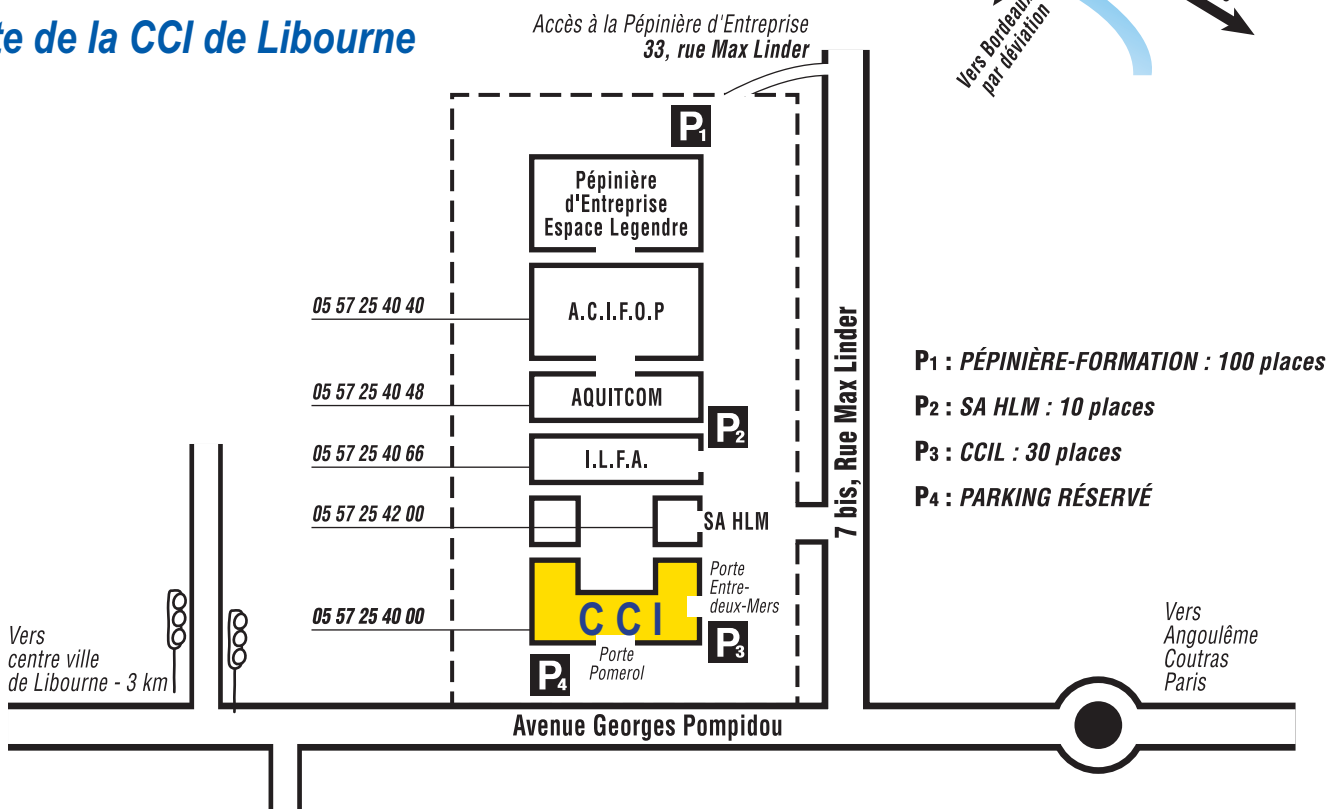 te de la CCI de Libourne
Accès à la Pépinière d'Entreprise
33, rue Max Linder
Vers Bordeaux
par déviation
P1
Pépinière
d'Entreprise
Espace Legendre
05 57 25 40 40
A.C.I.F.O.P
05 57 25 40 48
AQUITCOM
P2
05 57 25 40 66
I.L.F.A.
05 57 25 42 00
SA HLM
05 57 25 40 00
CCI
Porte
Entre-
deux-Mers
P3
Porte
Pomerol
P4
7 bis, Rue Max Linder
P1 : PÉPINIÈRE-FORMATION : 100 places
P2 : SA HLM : 10 places
P3 : CCIL : 30 places
P4 : PARKING RÉSERVÉ
Vers
centre ville
de Libourne - 3 km
Vers
Angoulême
Coutras
Paris
Avenue Georges Pompidou